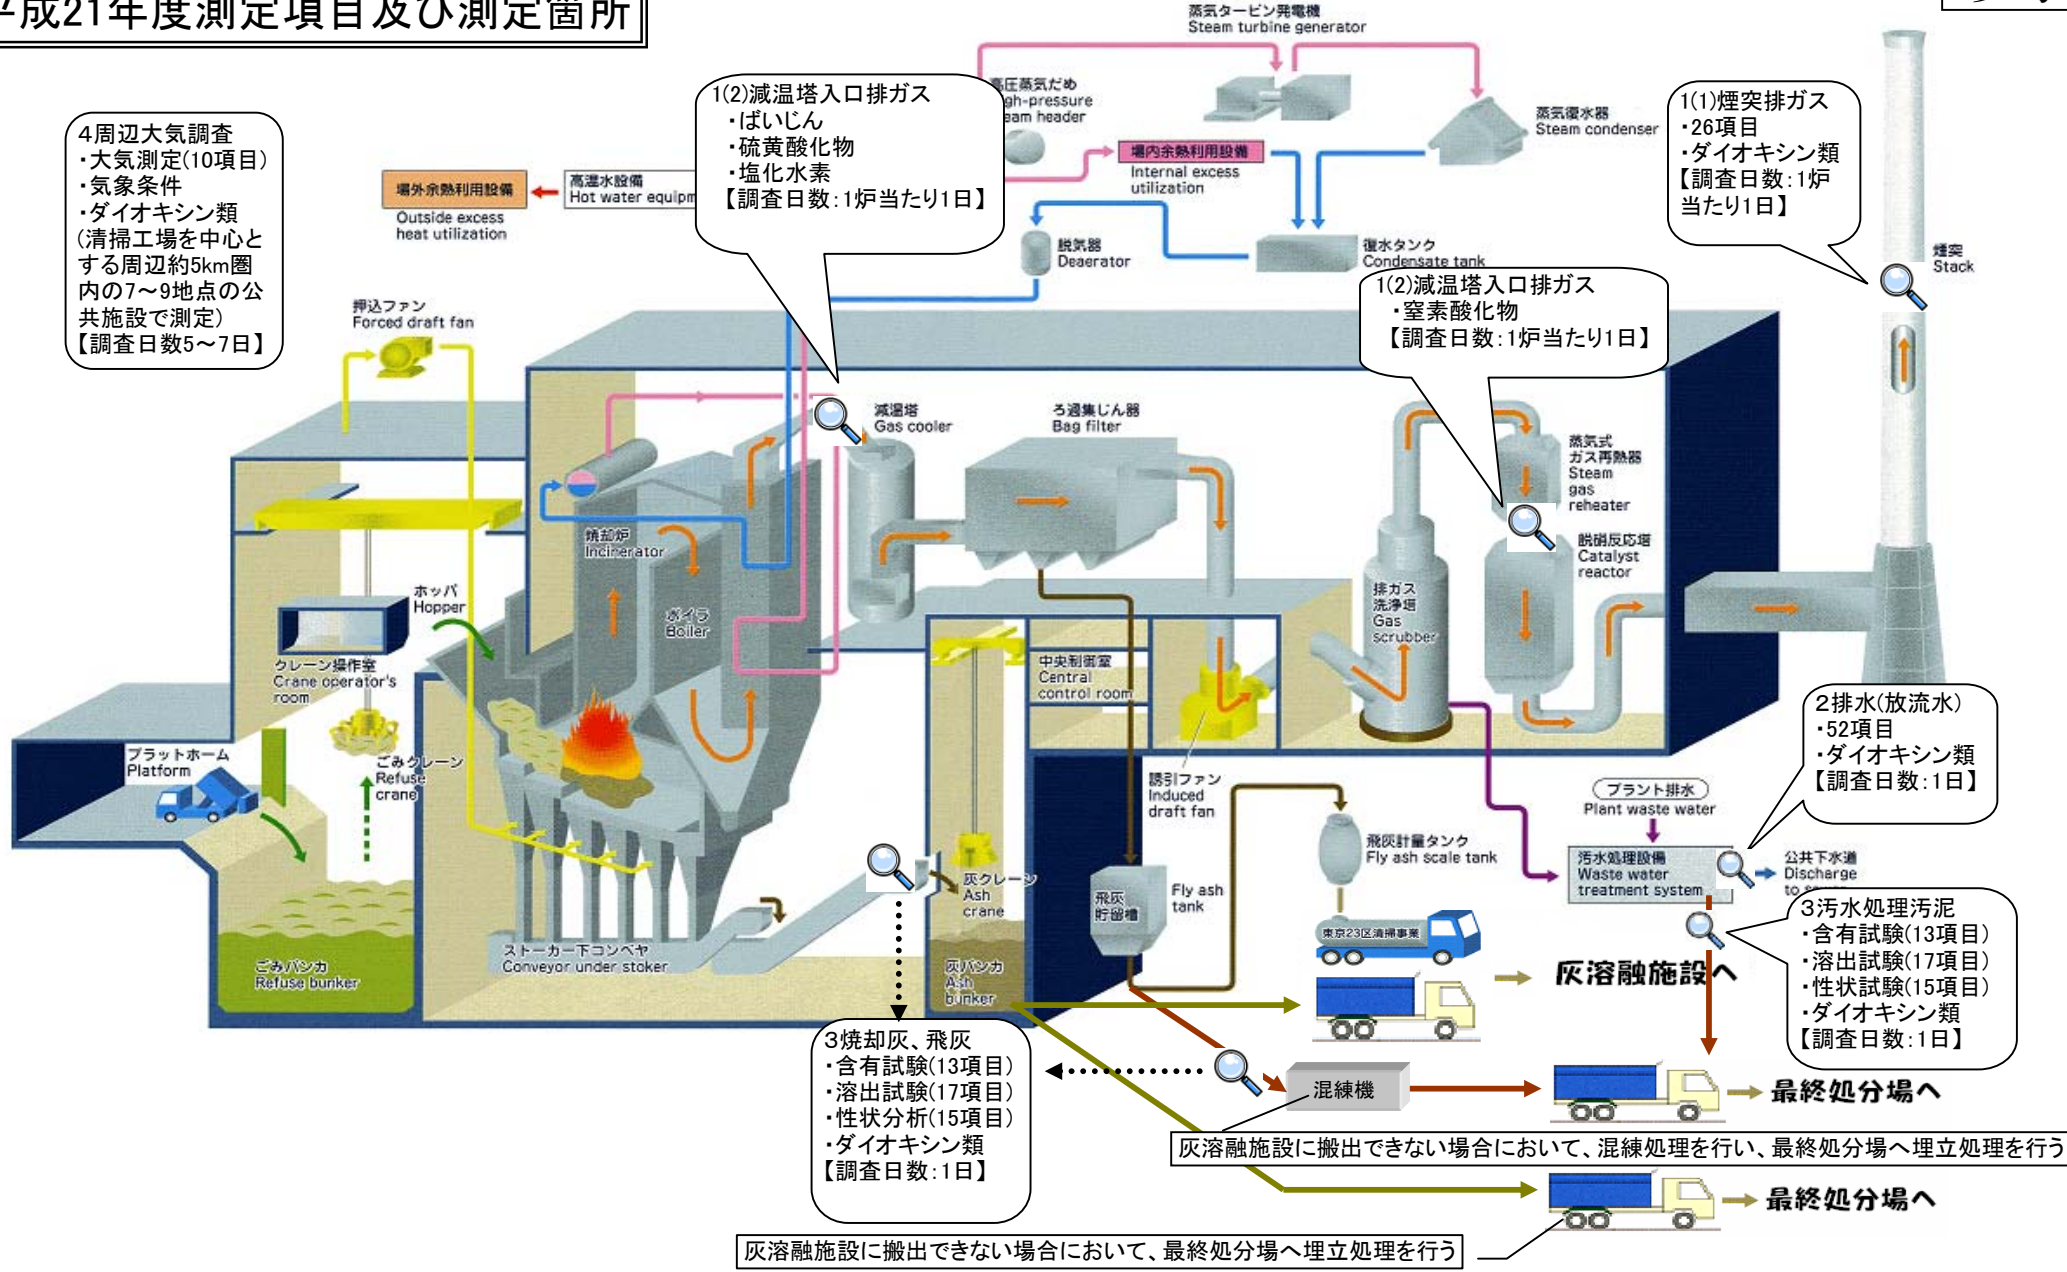 平成21年度測定項目及び測定箇所
蒸気タービン発電機
Steam turbine generator
高圧蒸気だめ
蒸気復水器
Steam condenser
場内余熱利用設備
Internal excess
utilization
場外余熱利用設備
Outside excess
heat utilization
高温水設備
Hot water
脱気器
Deaerator
復水タンク
Condensate tank
煙突
Stack
4周辺大気調査
・大気測定(10項目)
・気象条件
・ダイオキシン類
(清掃工場を中心と
する周辺約5km圏
内の7～9地点の公
共施設で測定)
【調査日数5～7日】
1(2)減温塔入口排ガス
・ばいじん
・硫黄酸化物
・塩化水素
【調査日数：1炉当たり1日】
1(2)減温塔入口排ガス
・窒素酸化物
【調査日数：1炉当たり1日】
1(1)煙突排ガス
・26項目
・ダイオキシン類
【調査日数：1炉
当たり1日】
押込ファン
Forced draft fan
減温塔
Gas cooler
ろ過集じん器
Bag filter
蒸気式
ガス再熱器
Steam
gas
reheater
脱硝反応塔
Catalyst
reactor
焼却炉
Incinerator
ホッパ
Hopper
ボイラ
Boiler
排ガス
洗浄塔
Gas
scrubber
クレーン操作室
Crane operator's
room
中央制御室
Central
control room
プラットホーム
Platform
ごみクレーン
Refuse
crane
誘引ファン
Induced
draft fan
2排水(放流水)
・52項目
・ダイオキシン類
【調査日数：1日】
プラント排水
Plant waste water
飛灰計量タンク
Fly ash scale tank
汚水処理設備
Waste water
treatment system
公共下水道
Discharge
to
灰クレーン
Ash
crane
飛灰
貯留槽
Fly ash
tank
東京23区清掃事業
ストーカー下コンベヤ
Conveyor under stoker
ごみバンカ
Refuse bunker
灰バンカ
Ash
bunker
灰溶融施設へ
3汚水処理汚泥
・含有試験(13項目)
・溶出試験(17項目)
・性状試験(15項目)
・ダイオキシン類
【調査日数：1日】
3焼却灰、飛灰
・含有試験(13項目)
・溶出試験(17項目)
・性状分析(15項目)
・ダイオキシン類
【調査日数：1日】
混練機
最終処分場へ
灰溶融施設に搬出できない場合において、混練処理を行い、最終処分場へ埋立処理を行う
最終処分場へ
灰溶融施設に搬出できない場合において、最終処分場へ埋立処理を行う